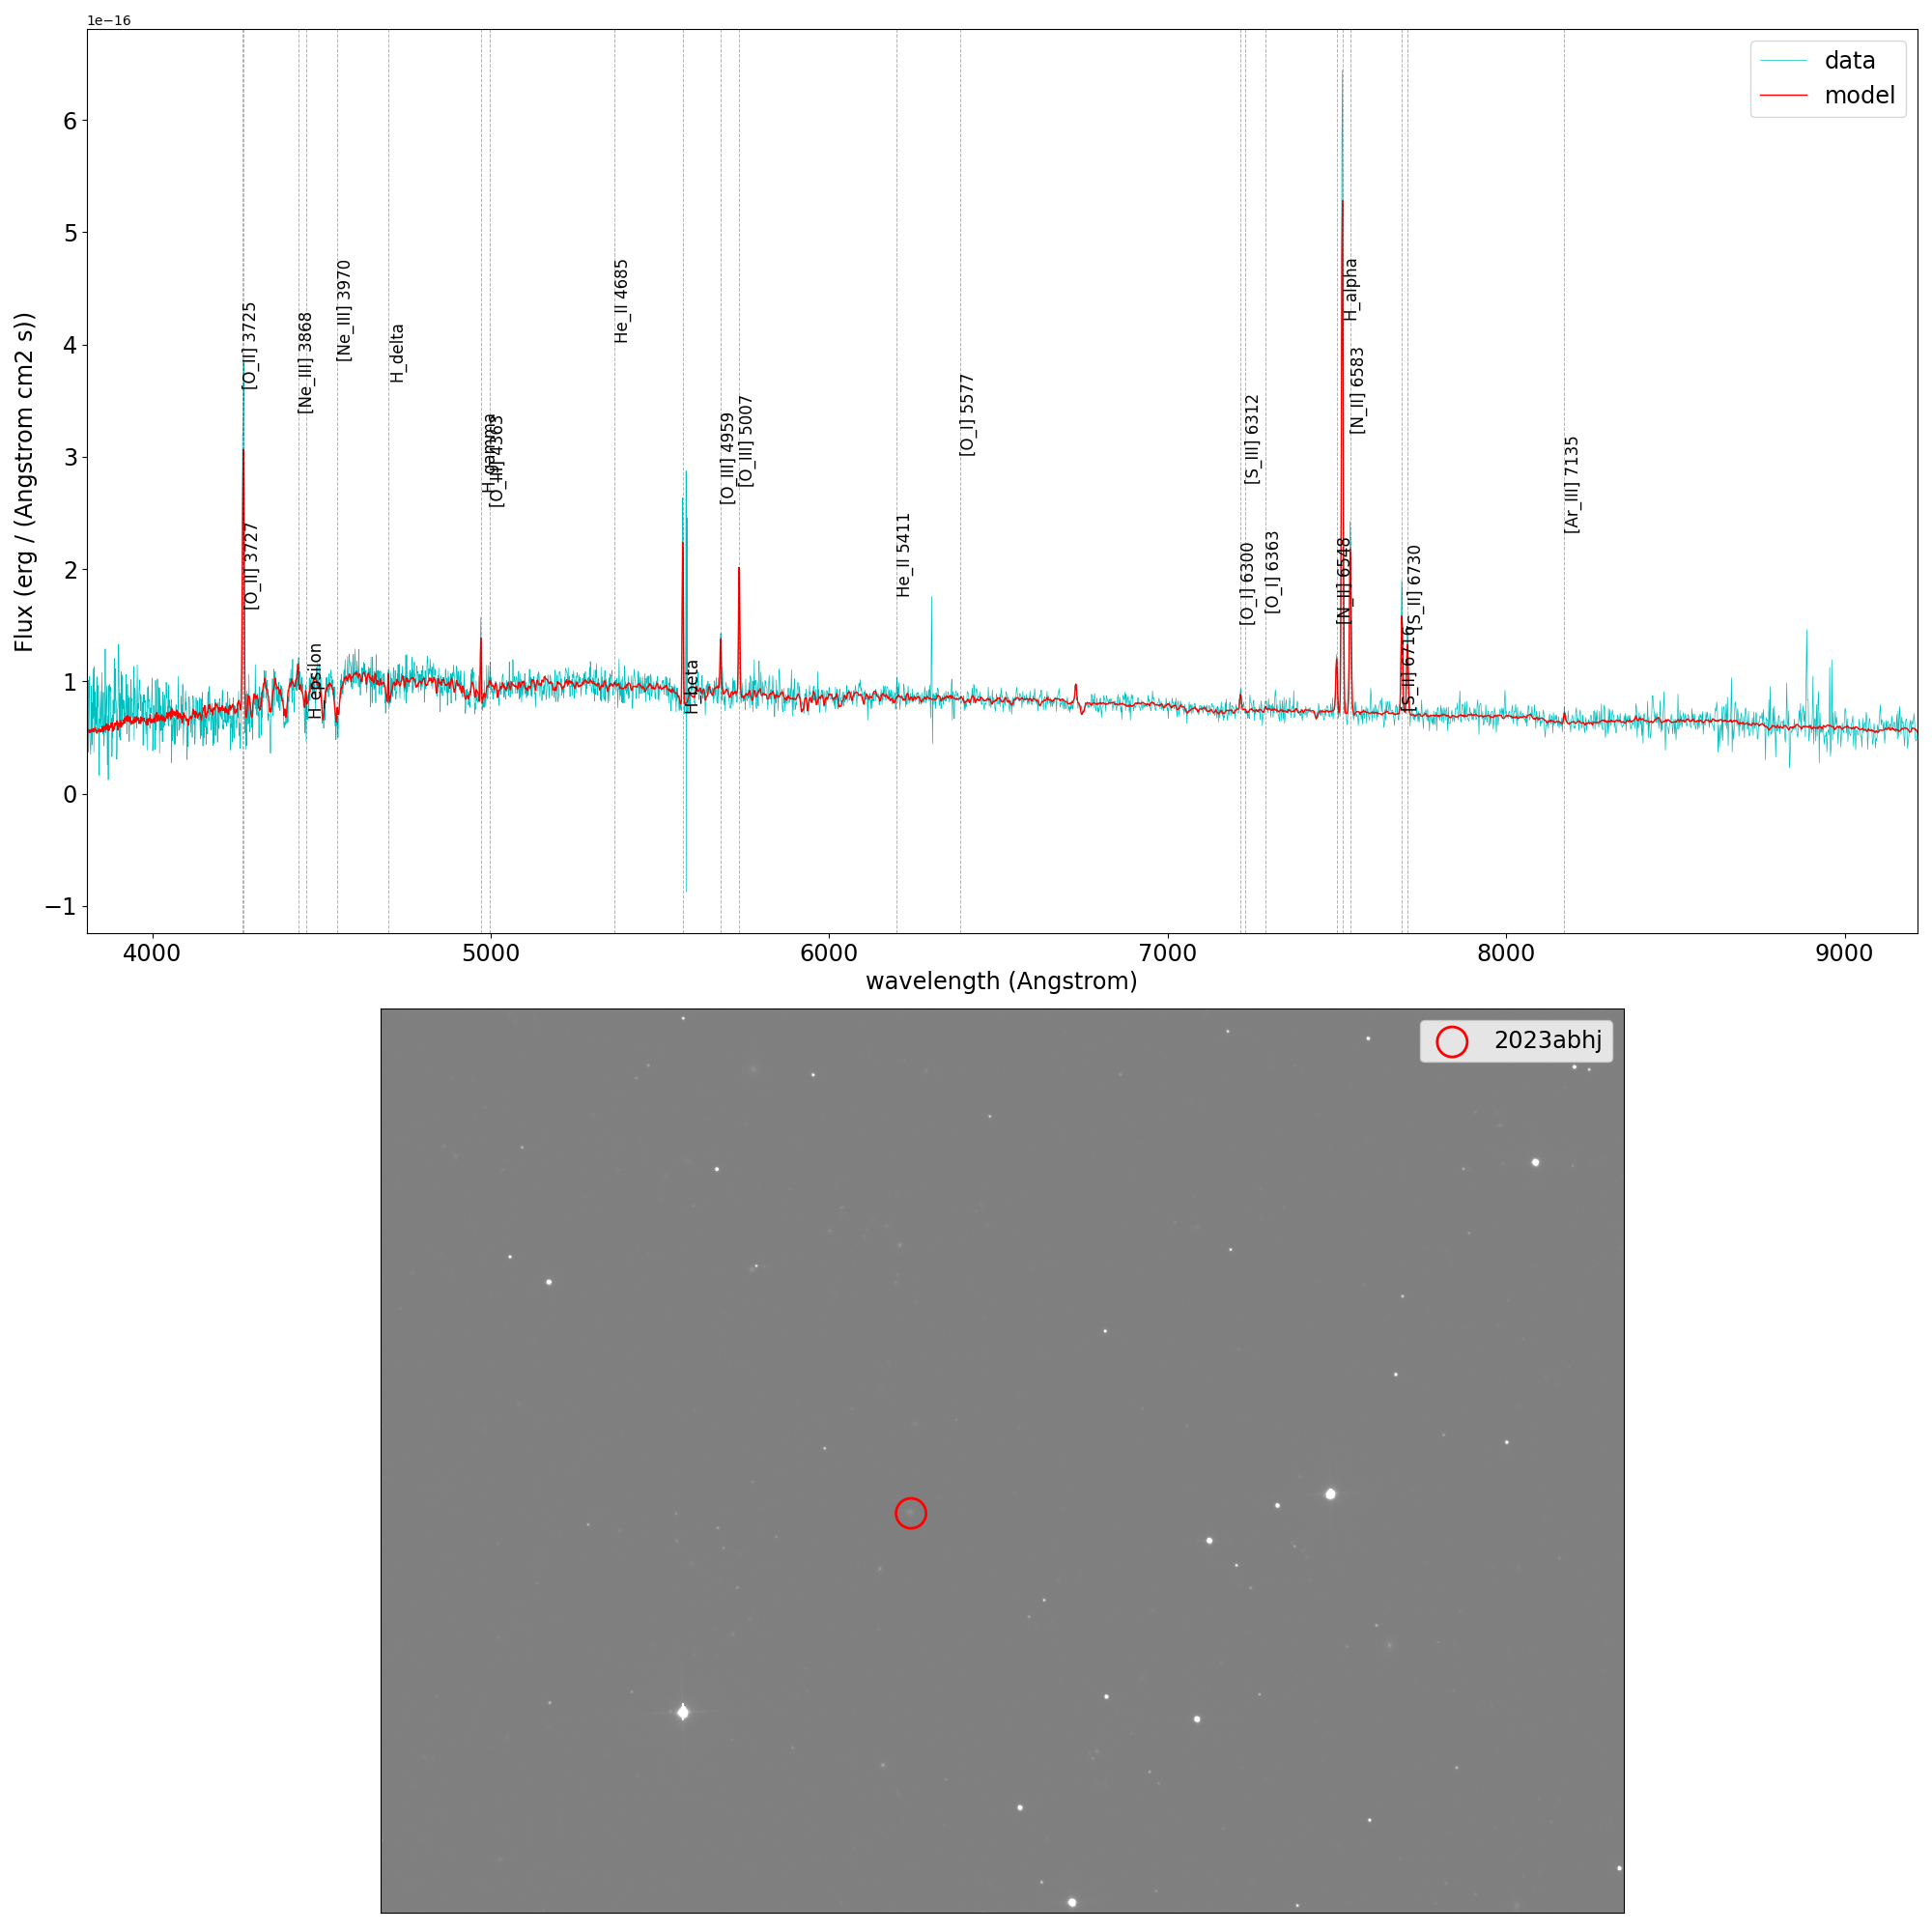 1e−16
data
model
Flux (erg / (Angstrom cm2 s))
6
5
4
3
2
1
0
−1
[O_II] 3725
[O_II] 3727
[Ne_III] 3868
H_epsilon
[Ne_III] 3970
H_delta
H_gamma
[O_III] 4363
He_II 4685
H_beta
[O_III] 4959
[O_III] 5007
He_II 5411
[O_I] 5577
[O_I] 6300
[S_III] 6312
[O_I] 6363
[N_II] 6548
H_alpha
[N_II] 6583
[S_II] 6716
[S_II] 6730
[Ar_III] 7135
4000 5000 6000 7000 8000 9000
wavelength (Angstrom)
2023abhj